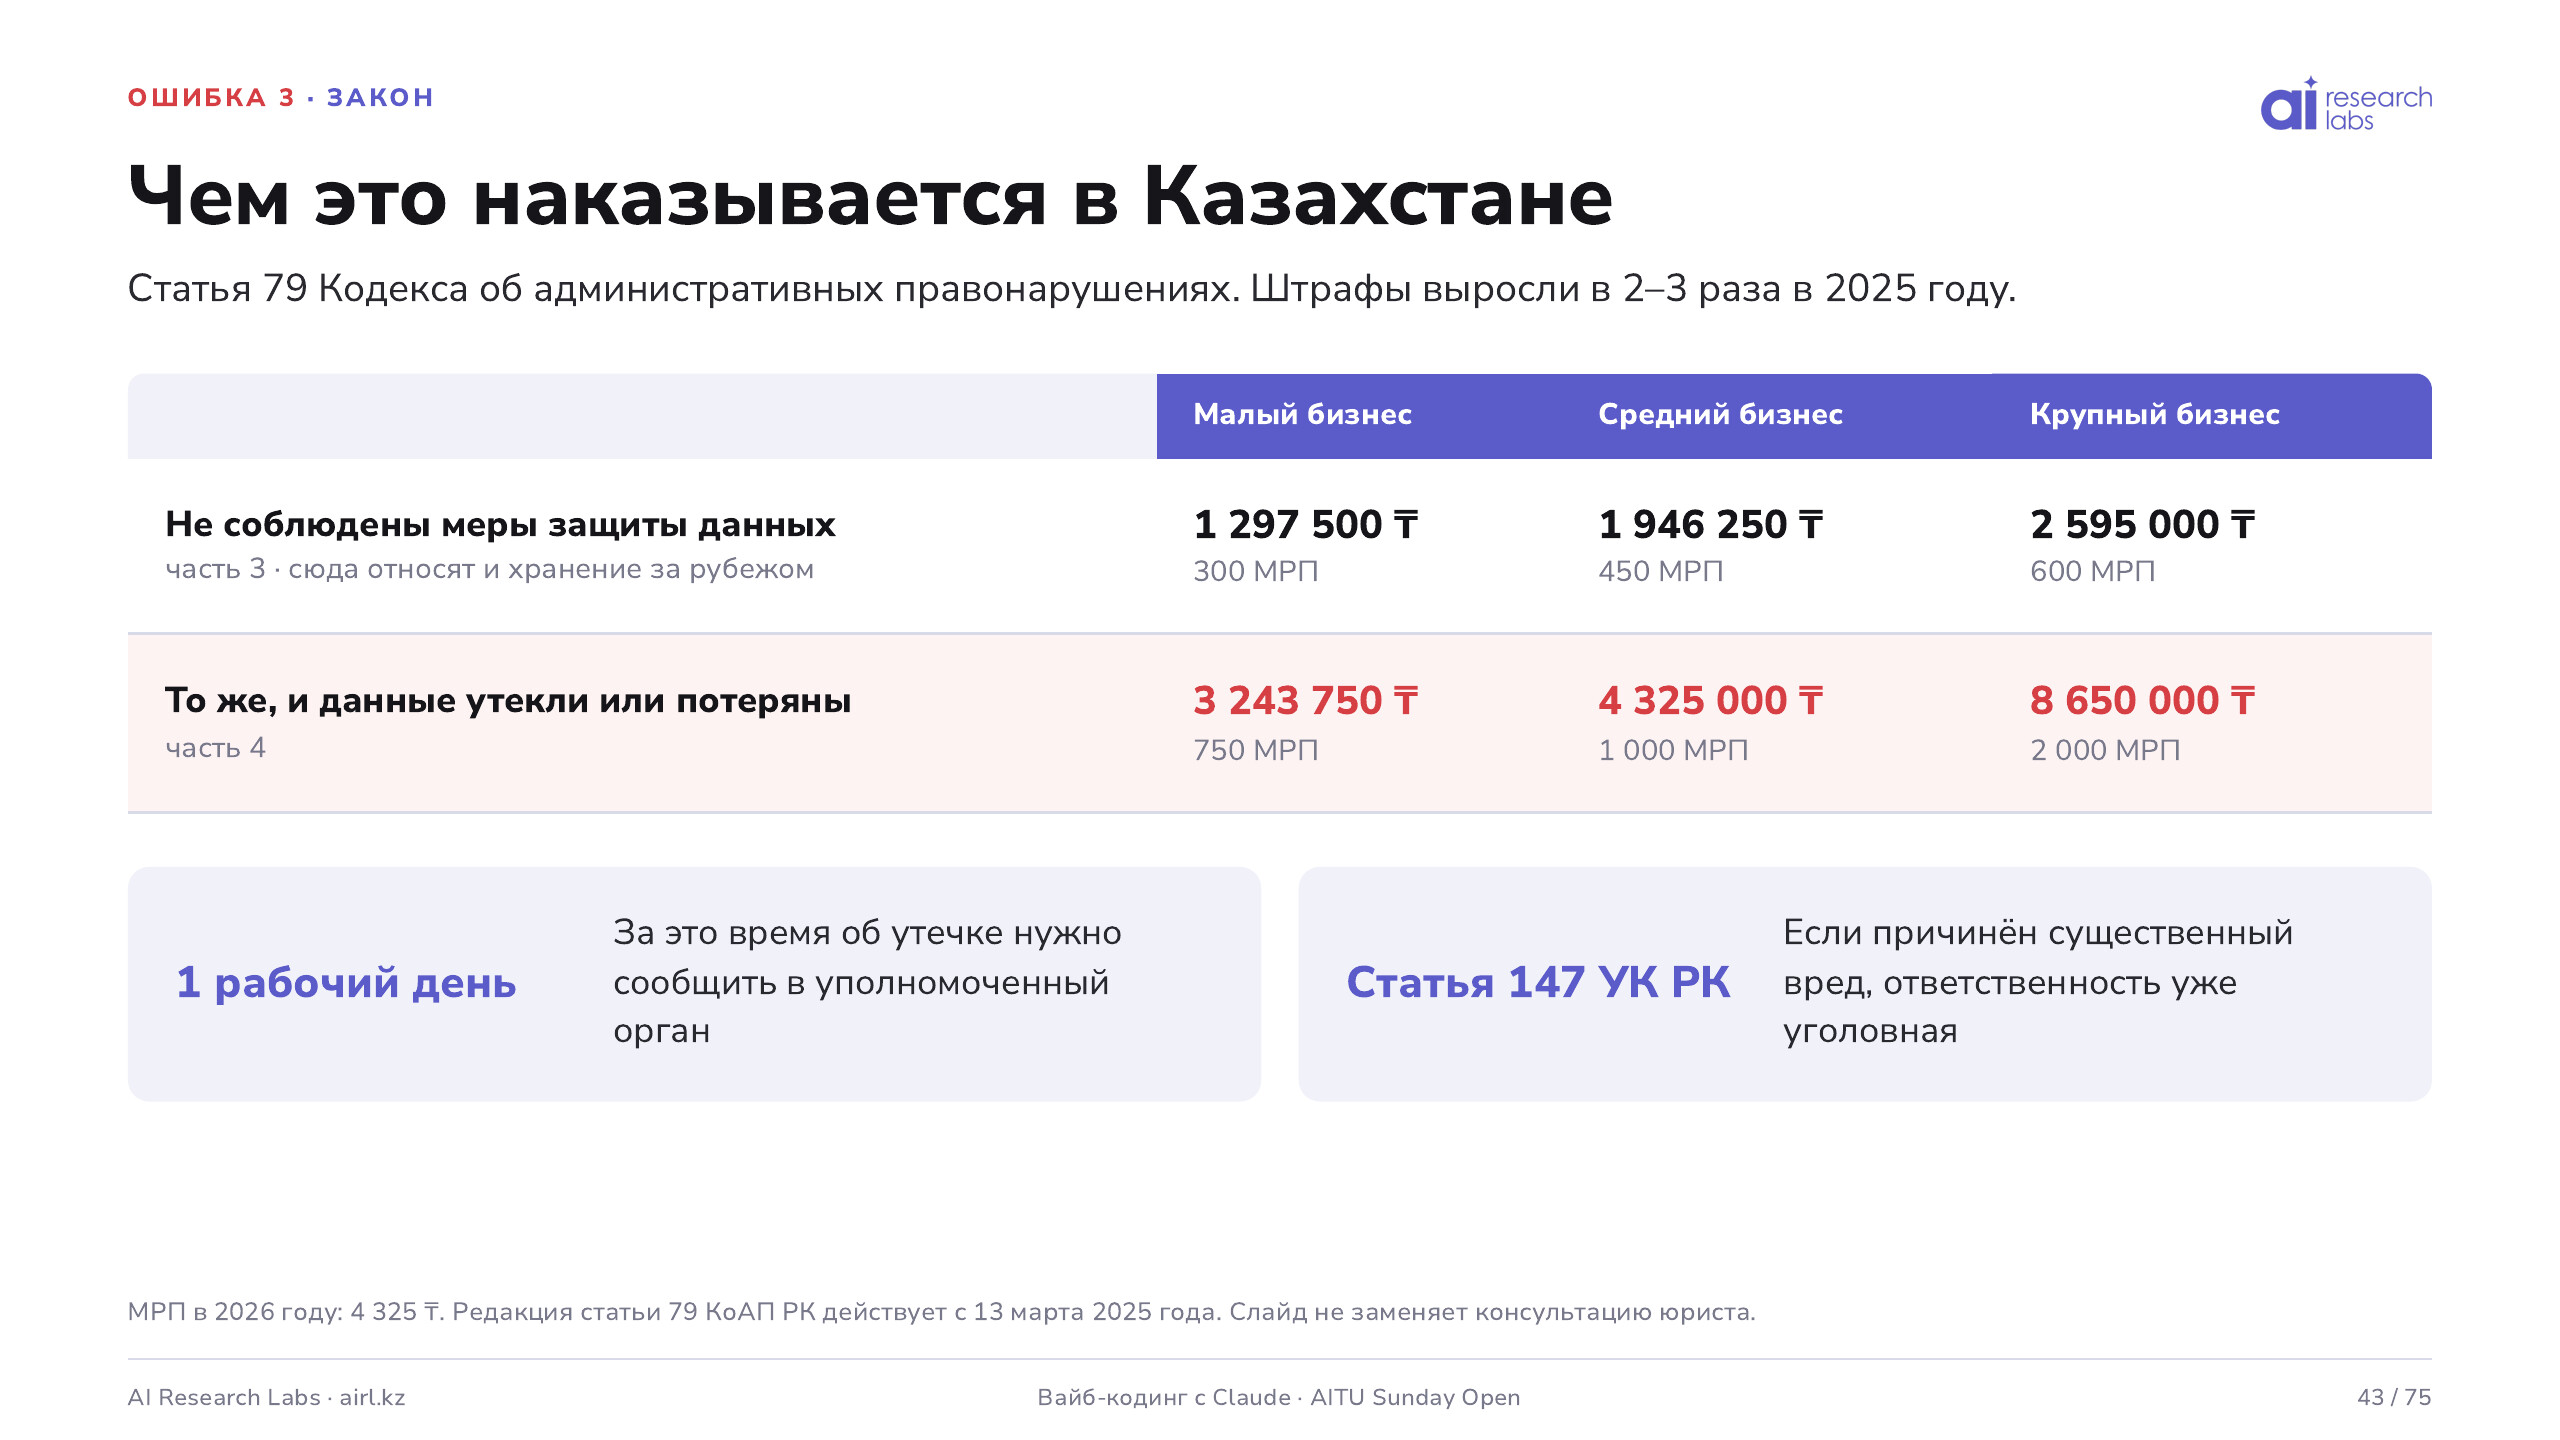 ОШИБКА 3 · ЗАКОН
ai research labs
Чем это наказывается в Казахстане
Статья 79 Кодекса об административных правонарушениях. Штрафы выросли в 2–3 раза в 2025 году.
Малый бизнес Средний бизнес Крупный бизнес
Не соблюдены меры защиты данных 1 297 500 ₸ 1 946 250 ₸ 2 595 000 ₸
часть 3 · сюда относят и хранение за рубежом 300 МРП 450 МРП 600 МРП
То же, и данные утекли или потеряны 3 243 750 ₸ 4 325 000 ₸ 8 650 000 ₸
часть 4 750 МРП 1 000 МРП 2 000 МРП
1 рабочий день
За это время об утечке нужно
сообщить в уполномоченный
орган
Статья 147 УК РК
Если причинён существенный
вред, ответственность уже
уголовная
МРП в 2026 году: 4 325 ₸. Редакция статьи 79 КоАП РК действует с 13 марта 2025 года. Слайд не заменяет консультацию юриста.
AI Research Labs · airl.kz Вайб-кодинг с Claude · AITU Sunday Open 43 / 75